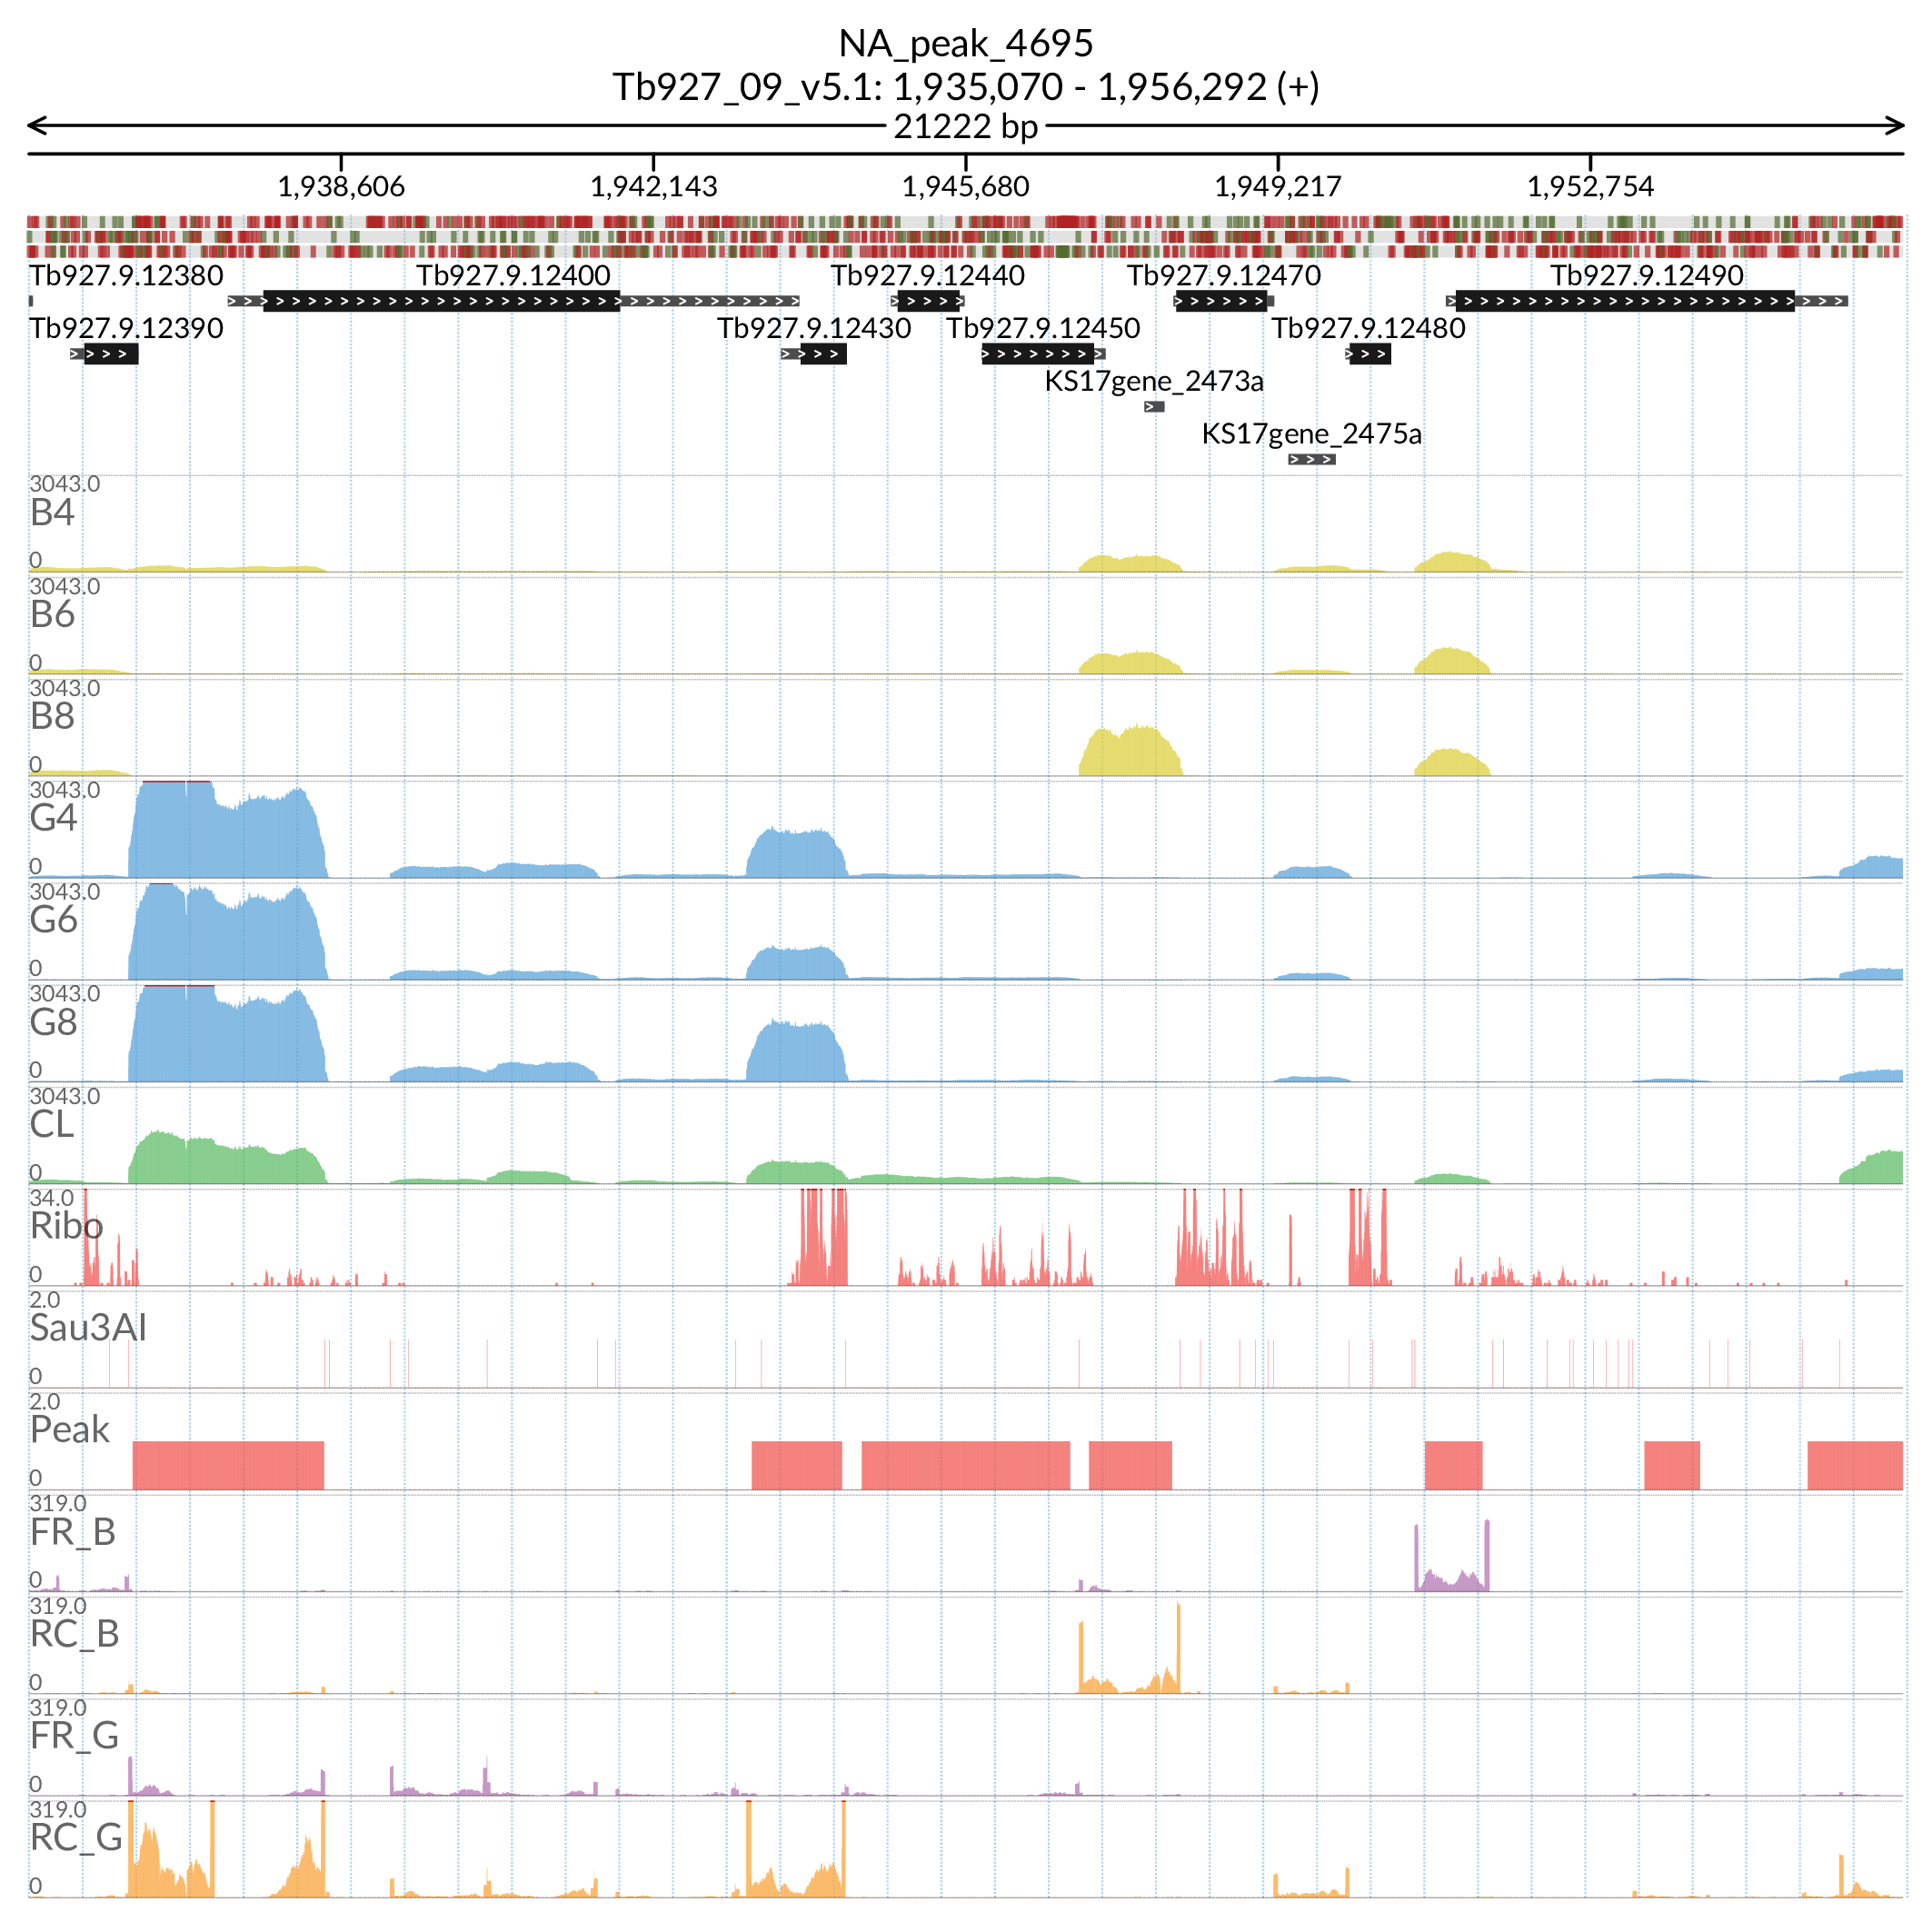 NA_peak_4695
Tb927_09_v5.1: 1,935,070 - 1,956,292 (+)
21222 bp
1,938,606 1,942,143 1,945,680 1,949,217 1,952,754
Tb927.9.12380 Tb927.9.12400 Tb927.9.12440 Tb927.9.12470 Tb927.9.12490
Tb927.9.12390 Tb927.9.12430 Tb927.9.12450 Tb927.9.12480
KS17gene_2473a
KS17gene_2475a
3043.0
B4
0
3043.0
B6
0
3043.0
B8
0
3043.0
G4
0
3043.0
G6
0
3043.0
G8
0
3043.0
CL
0
34.0
Ribo
0
2.0
Sau3AI
0
2.0
Peak
0
319.0
FR_B
0
319.0
RC_B
0
319.0
FR_G
0
319.0
RC_G
0